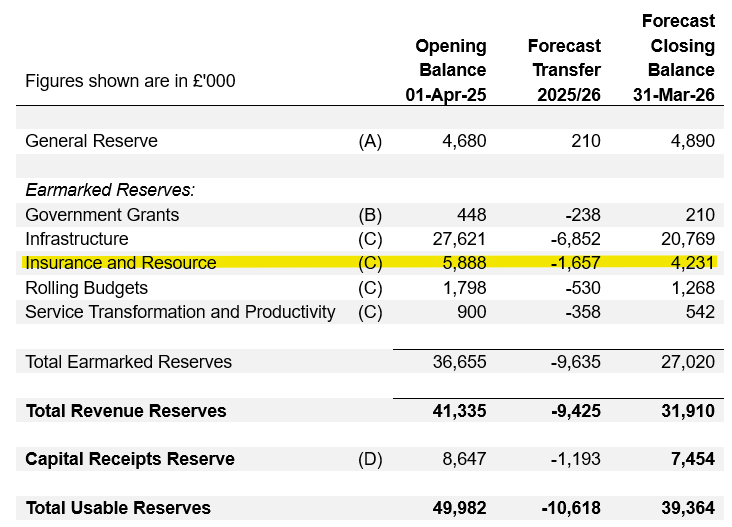 Figures shown are in £'000 Opening Balance 01-Apr-25 Forecast Transfer 2025/26 Forecast Closing Balance 31-Mar-26
General Reserve (A) 4,680 210 4,890
Earmarked Reserves:
Government Grants (B) 448 -238 210
Infrastructure (C) 27,621 -6,852 20,769
Insurance and Resource (C) 5,888 -1,657 4,231
Rolling Budgets (C) 1,798 -530 1,268
Service Transformation and Productivity (C) 900 -358 542
Total Earmarked Reserves 36,655 -9,635 27,020
Total Revenue Reserves 41,335 -9,425 31,910
Capital Receipts Reserve (D) 8,647 -1,193 7,454
Total Usable Reserves 49,982 -10,618 39,364